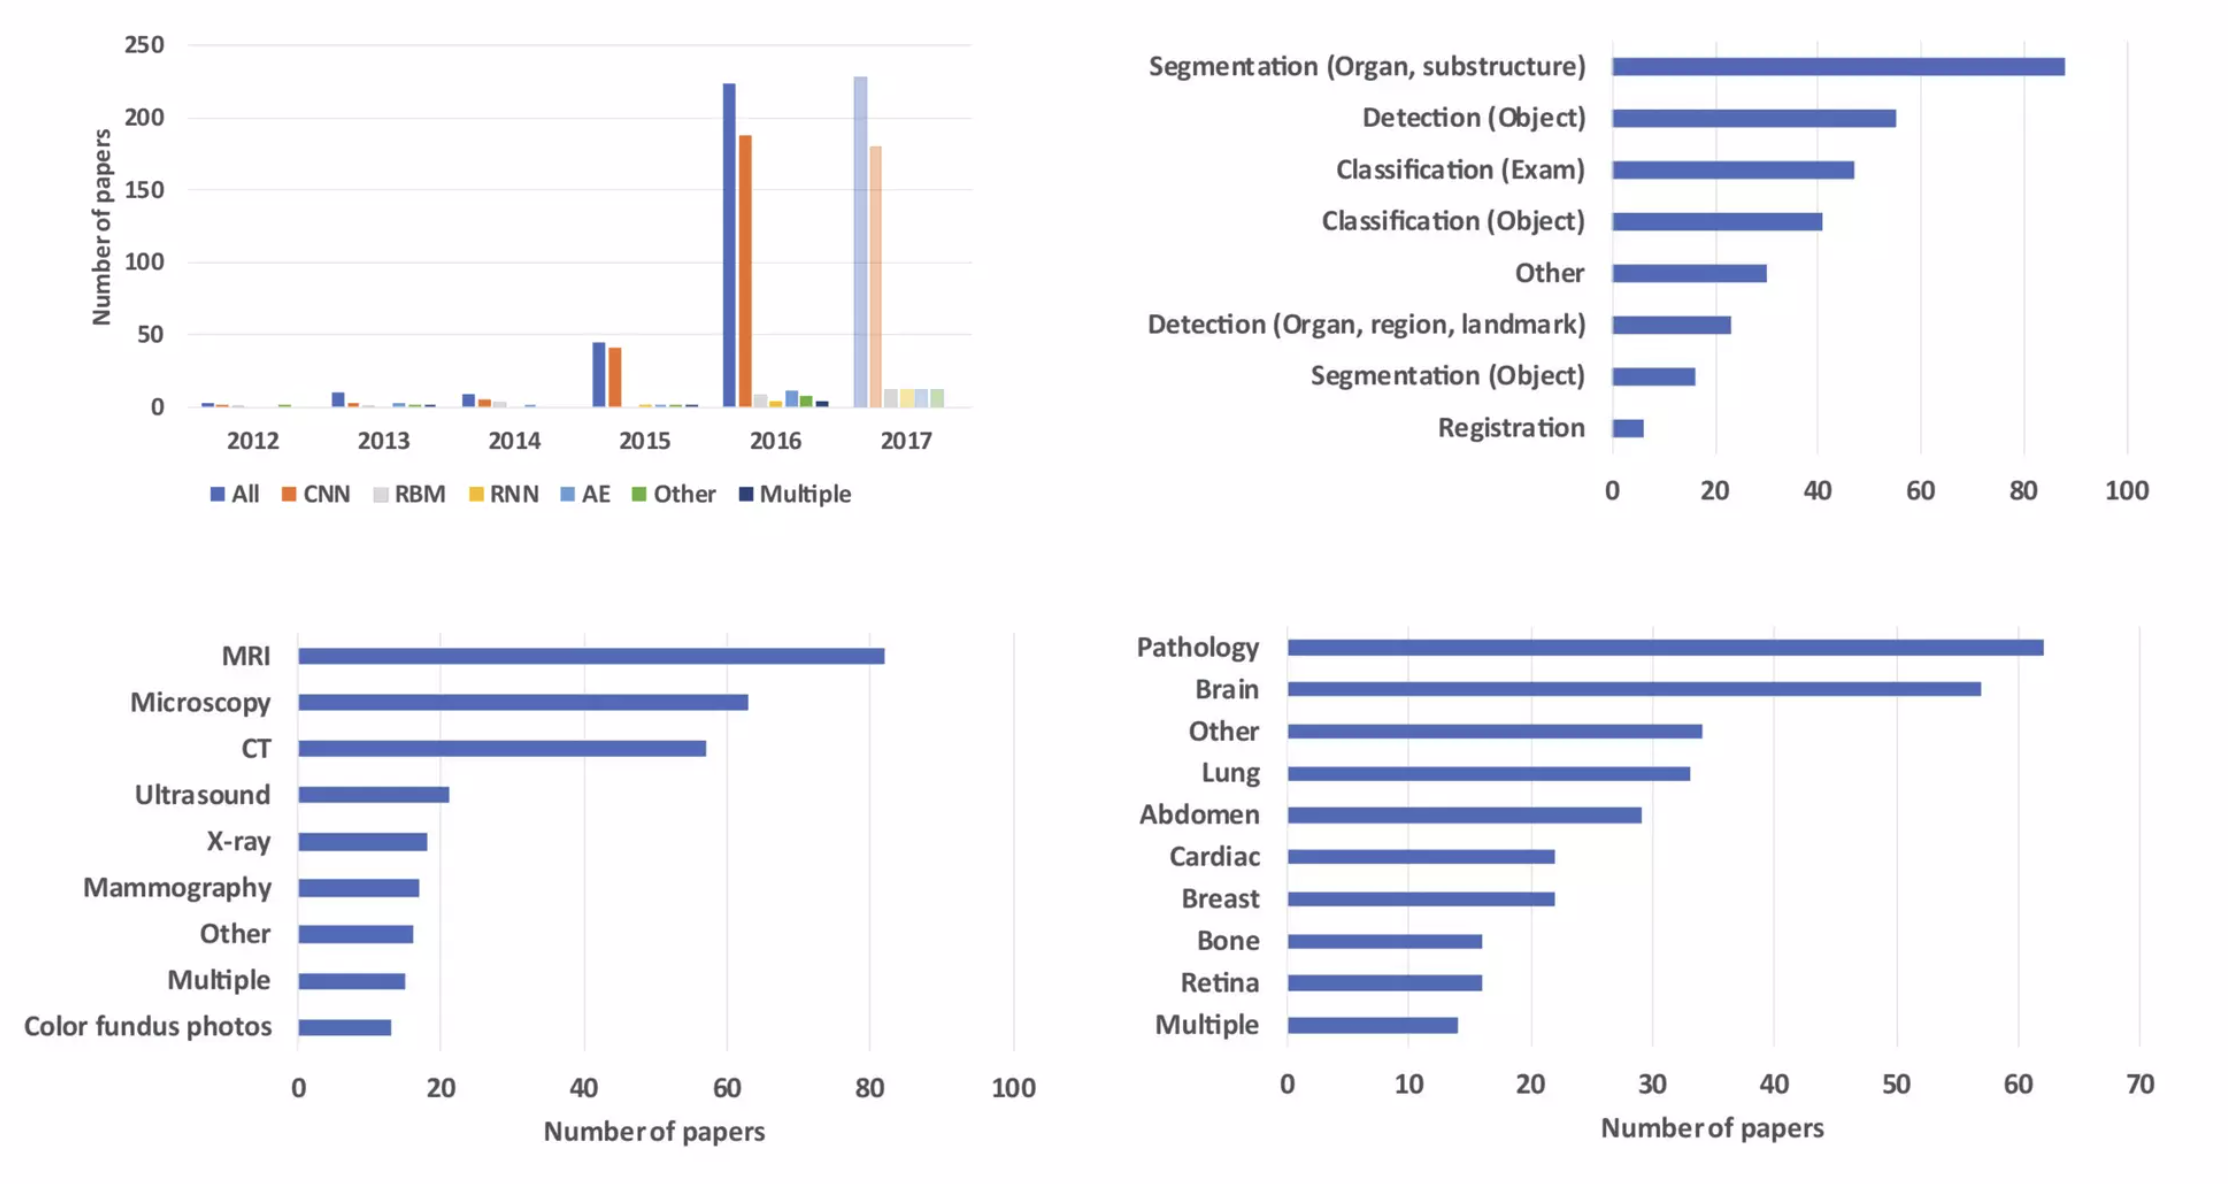 250
200
150
100
50
0
Number of papers
2012 2013 2014 2015 2016 2017
All CNN RBM RNN AE Other Multiple
Segmentation (Organ, substructure)
Detection (Object)
Classification (Exam)
Classification (Object)
Other
Detection (Organ, region, landmark)
Segmentation (Object)
Registration
0 20 40 60 80 100
MRI
Microscopy
CT
Ultrasound
X-ray
Mammography
Other
Multiple
Color fundus photos
0 20 40 60 80 100
Number of papers
Pathology
Brain
Other
Lung
Abdomen
Cardiac
Breast
Bone
Retina
Multiple
0 10 20 30 40 50 60 70
Number of papers